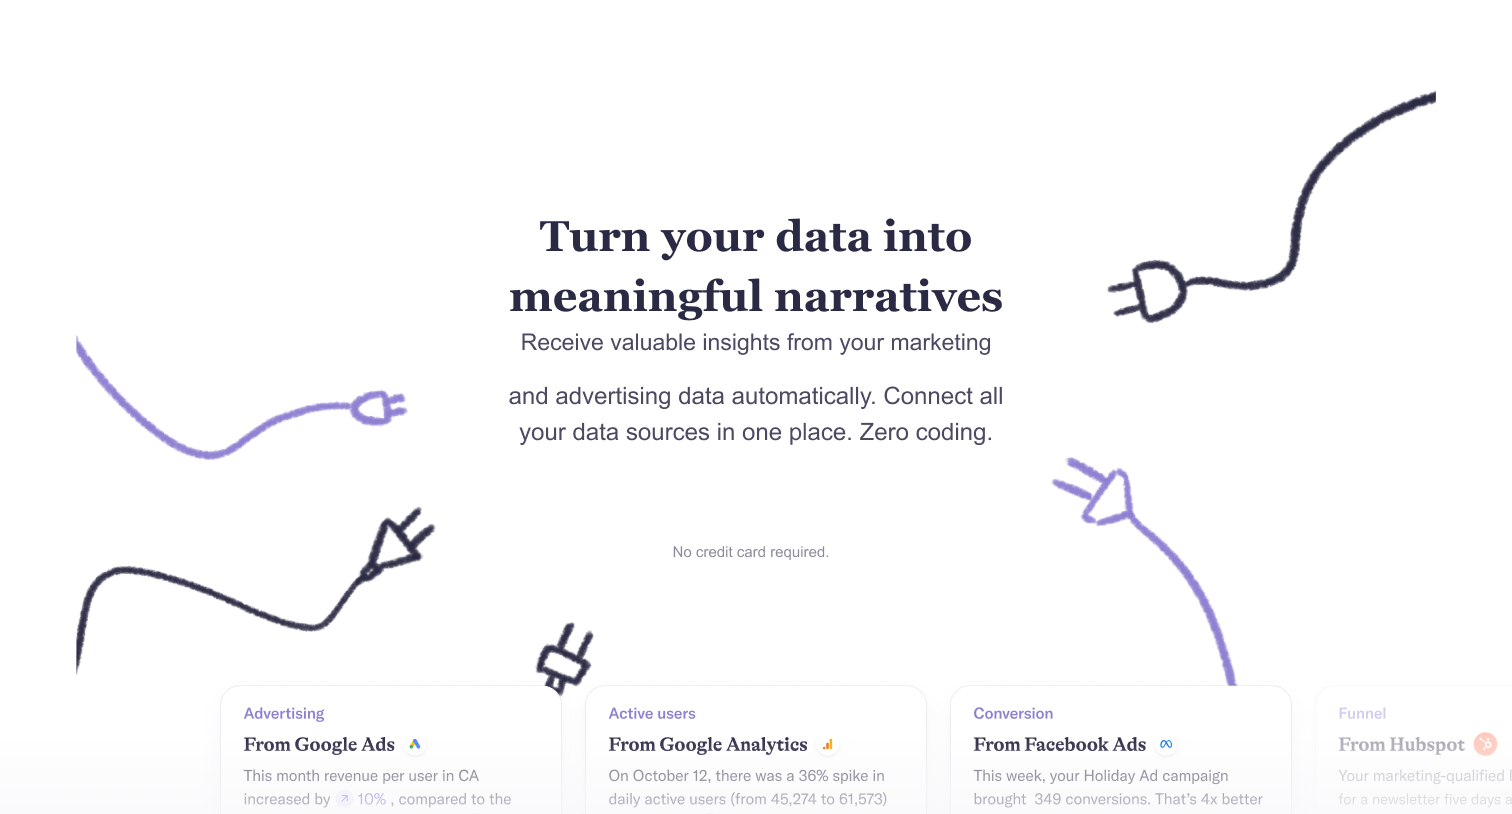 Turn your data into
meaningful narratives
Receive valuable insights from your marketing
and advertising data automatically. Connect all
your data sources in one place. Zero coding.
No credit card required.
Advertising
From Google Ads
This month revenue per user in CA
increased by 10% , compared to the
Active users
From Google Analytics
On October 12, there was a 36% spike in
daily active users (from 45,274 to 61,573)
Conversion
From Facebook Ads
This week, your Holiday Ad campaign
brought 349 conversions. That's 4x better
Funnel
From Hubspot
Your marketing-qualified
for a newsletter five days